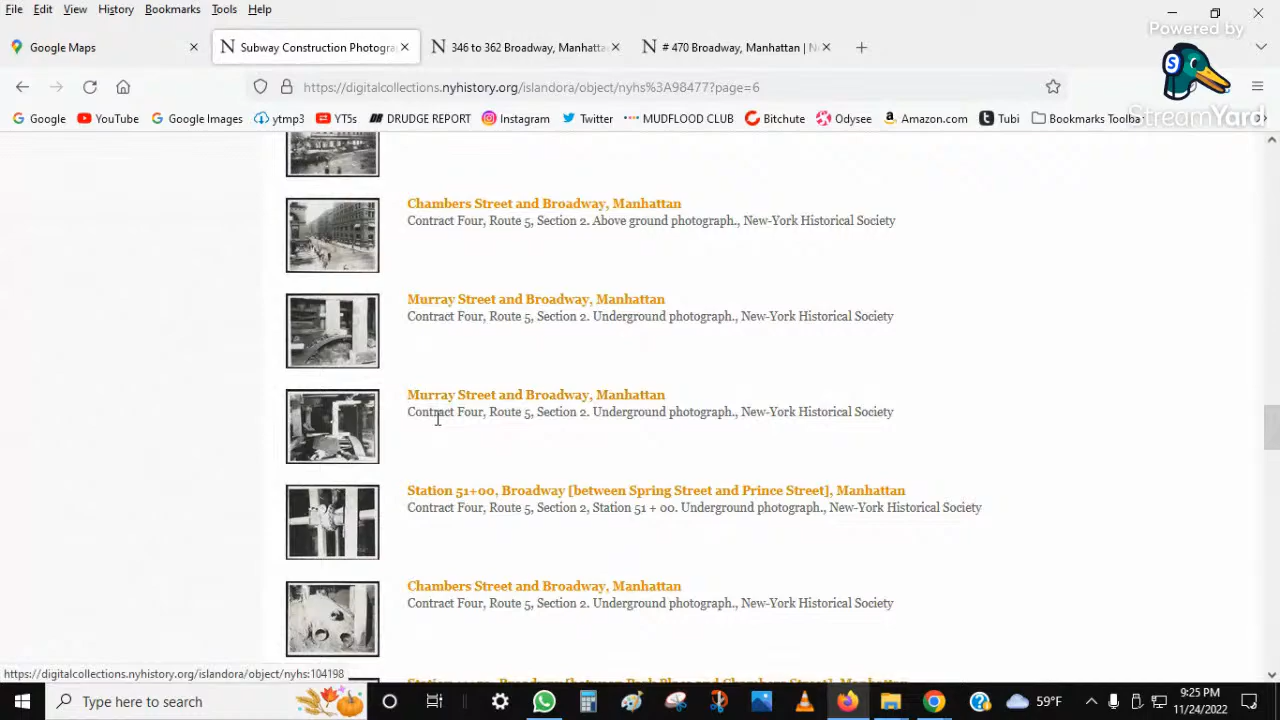 File Edit View History Bookmarks Tools Help
Powered by
Google Maps
Subway Construction Photogra
346 to 362 Broadway, Manhatta
# 470 Broadway, Manhattan | N
https://digitalcollections.nyhistory.org/islandora/object/nyhs%3A98477?page=6
StreamYard
Google YouTube Google Images ytmp3 YT5s DRUDGE REPORT Instagram Twitter MUDFLOOD CLUB Bitchute Odysee Amazon.com Tubi Bookmarks Toolbar
Chambers Street and Broadway, Manhattan
Contract Four, Route 5, Section 2. Above ground photograph., New-York Historical Society
Murray Street and Broadway, Manhattan
Contract Four, Route 5, Section 2. Underground photograph., New-York Historical Society
Murray Street and Broadway, Manhattan
Contract Four, Route 5, Section 2. Underground photograph., New-York Historical Society
Station 51+00, Broadway [between Spring Street and Prince Street], Manhattan
Contract Four, Route 5, Section 2, Station 51 + 00. Underground photograph., New-York Historical Society
Chambers Street and Broadway, Manhattan
Contract Four, Route 5, Section 2. Underground photograph., New-York Historical Society
https://digitalcollections.nyhistory.org/islandora/object/nyhs:104198
Type here to search
59°F
9:25 PM
11/24/2022